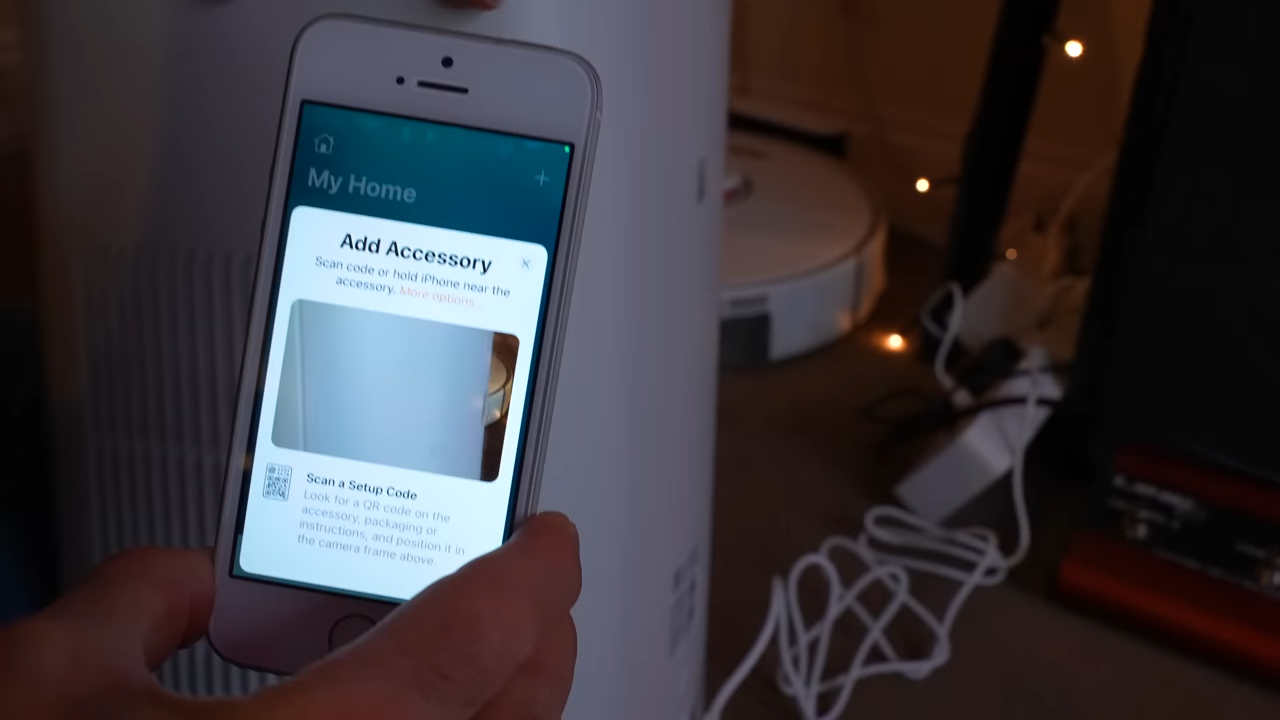 My Home
Add Accessory
Scan code or hold iPhone near the
accessory. More options...
Scan a Setup Code
Look for a QR code on the
accessory, packaging or
instructions, and position it in
the camera frame above.